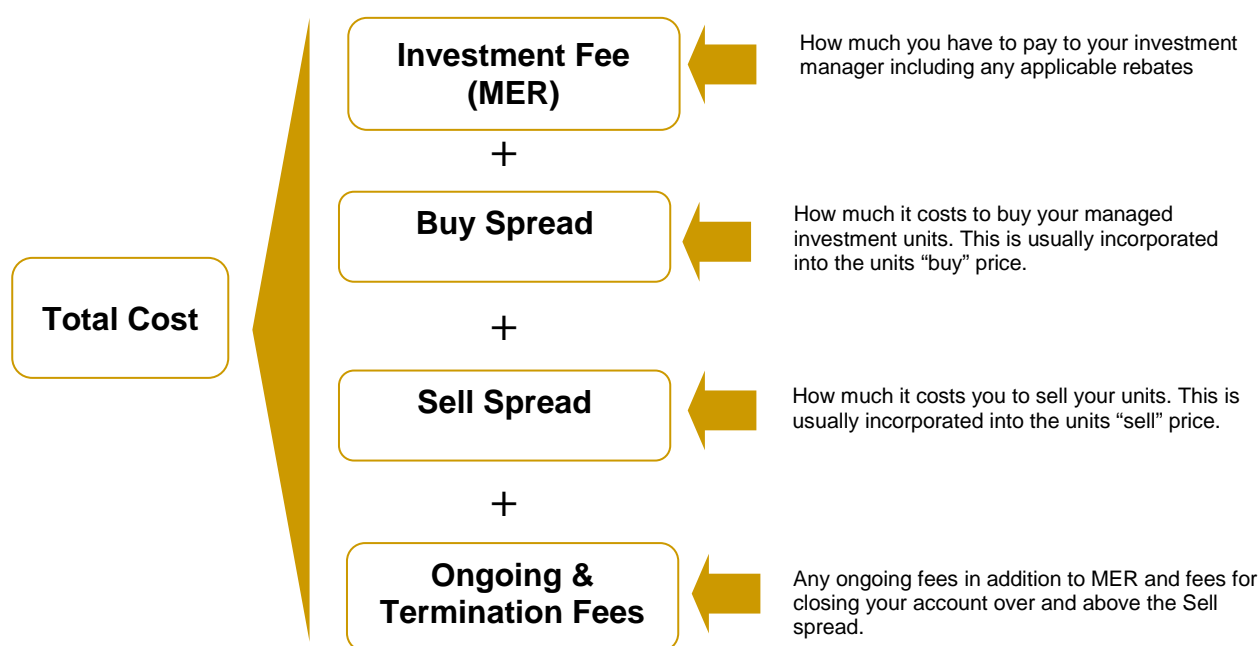 Total Cost
Investment Fee
(MER)
How much you have to pay to your investment
manager including any applicable rebates
+
Buy Spread
How much it costs to buy your managed
investment units. This is usually incorporated
into the units “buy” price.
+
Sell Spread
How much it costs you to sell your units. This is
usually incorporated into the units “sell” price.
+
Ongoing &
Termination Fees
Any ongoing fees in addition to MER and fees for
closing your account over and above the Sell
spread.